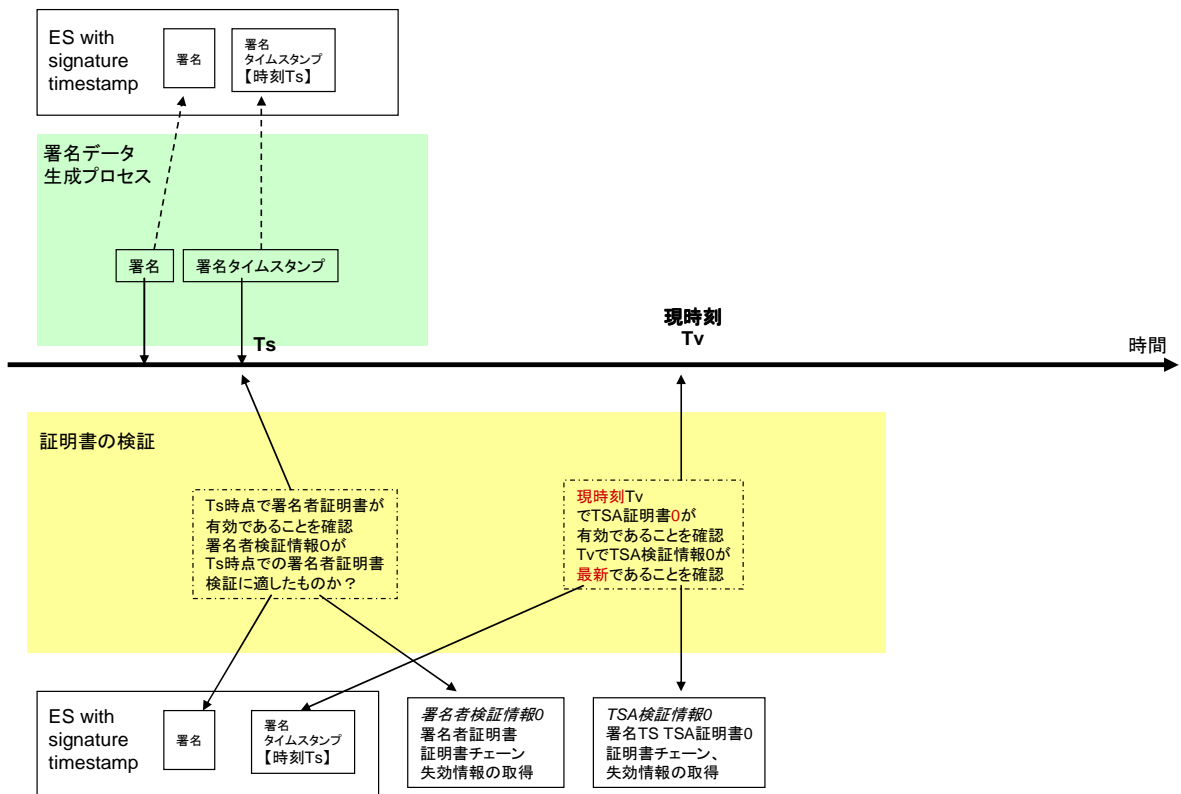 ES with
signature
timestamp
署名
署名
タイムスタンプ
【時刻Ts】
署名データ
生成プロセス
署名
署名タイムスタンプ
Ts
現時刻
Tv
時間
証明書の検証
Ts時点で署名者証明書が
有効であることを確認
署名者検証情報0が
Ts時点での署名者証明書
検証に適したものか？
現時刻Tv
でTSA証明書0が
有効であることを確認
TvでTSA検証情報0が
最新であることを確認
ES with
signature
timestamp
署名
署名
タイムスタンプ
【時刻Ts】
署名者検証情報0
署名者証明書
証明書チェーン
失効情報の取得
TSA検証情報0
署名TS TSA証明書0
証明書チェーン、
失効情報の取得